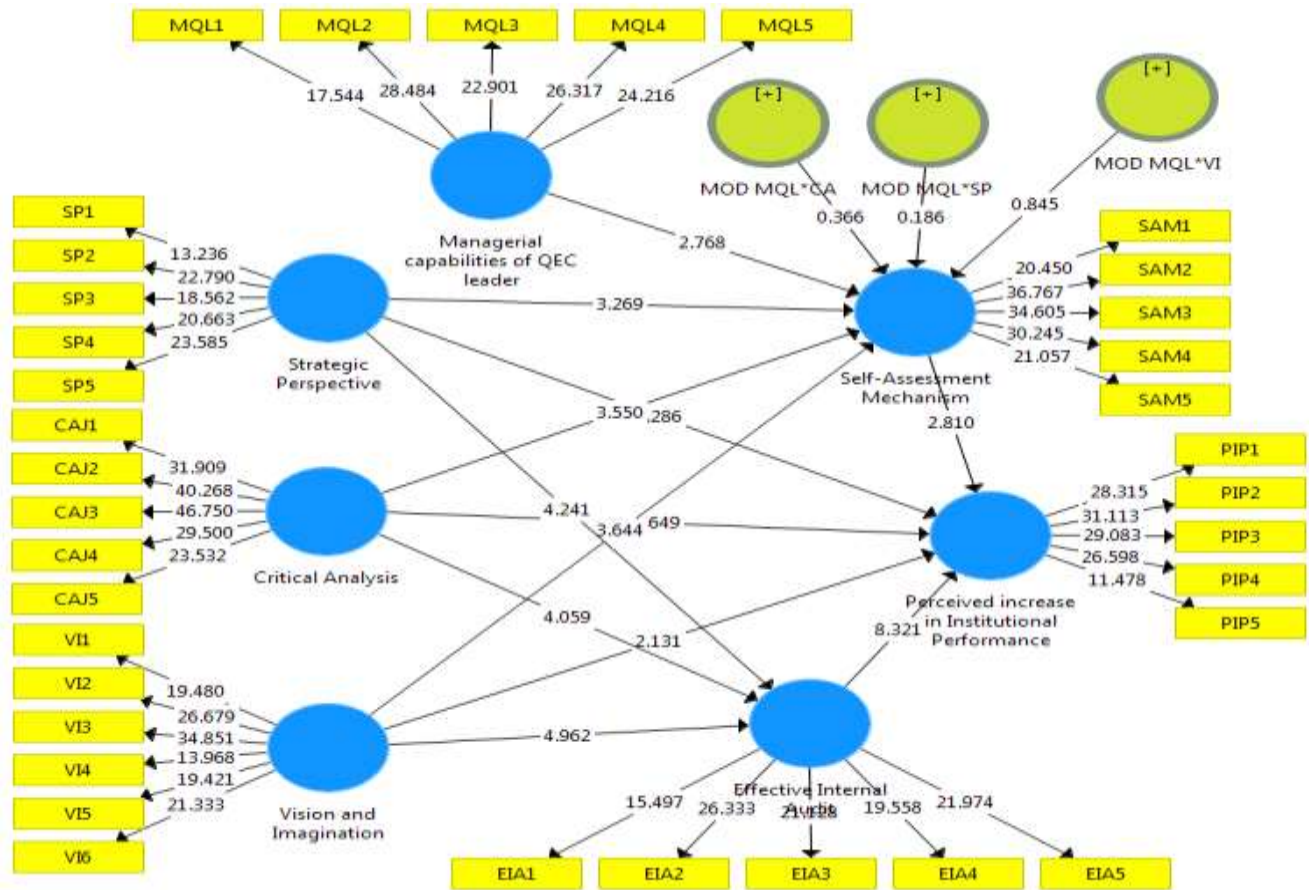 MQL1 MQL2 MQL3 MQL4 MQL5
17.544 28.484 22.901 26.317 24.216
[+] [+] [+]
MOD MQL*CA MOD MQL*SP MOD MQL*VI
0.366 0.186 0.845
Managerial
capabilities of QEC
leader
2.768
SP1
SP2
SP3
SP4
SP5
13.236
22.790
18.562
20.663
23.585
Strategic
Perspective
3.269
SAM1
SAM2
SAM3
SAM4
SAM5
20.450
36.767
34.605
30.245
21.057
Self-Assessment
Mechanism
3.550 .286
2.810
CAJ1
CAJ2
CAJ3
CAJ4
CAJ5
31.909
40.268
46.750
29.500
23.532
Critical Analysis
4.241
3.644 649
PIP1
PIP2
PIP3
PIP4
PIP5
28.315
31.113
29.083
26.598
11.478
Perceived increase
in Institutional
Performance
4.059
2.131
8.321
VI1
VI2
VI3
VI4
VI5
VI6
19.480
26.679
34.851
13.968
19.421
21.333
Vision and
Imagination
4.962
Effective Internal
Audit
15.497 26.333 21.128 19.558 21.974
EIA1 EIA2 EIA3 EIA4 EIA5